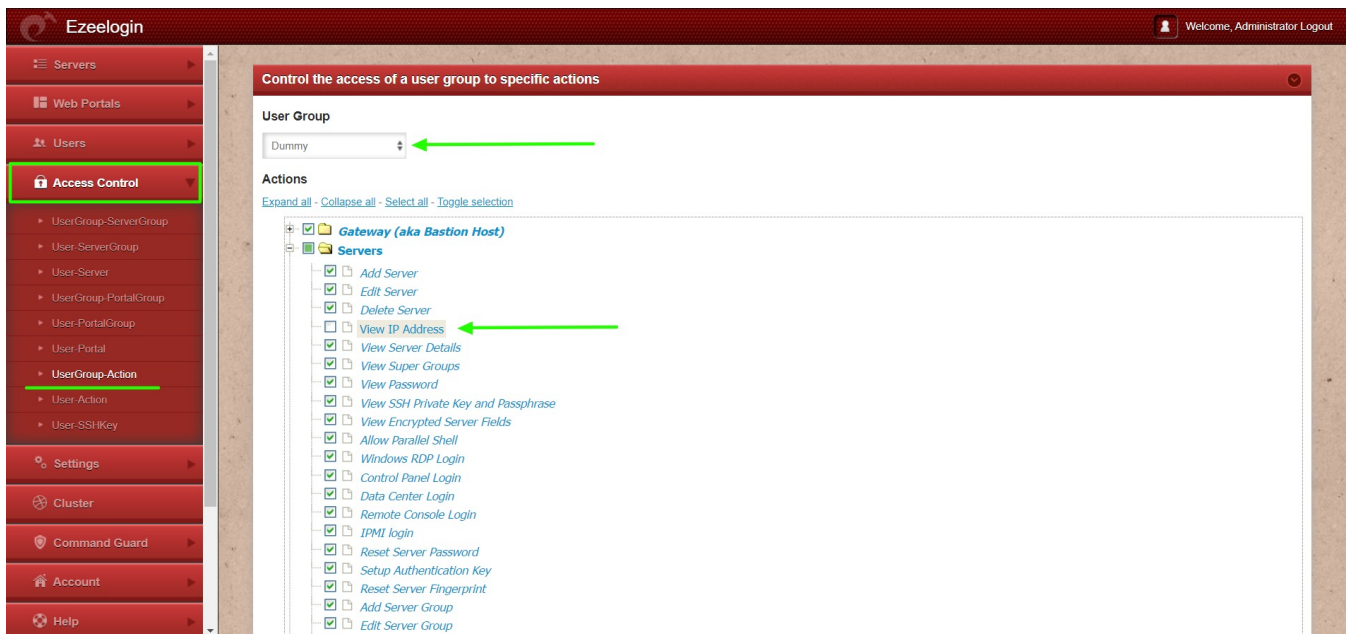 Ezeelogin
Welcome, Administrator Logout
Servers
Web Portals
Users
Access Control
UserGroup-ServerGroup
User-ServerGroup
User-Server
UserGroup-PortalGroup
User-PortalGroup
User-Portal
UserGroup-Action
User-Action
User-SSHKey
Settings
Cluster
Command Guard
Account
Help
Control the access of a user group to specific actions
User Group
Dummy
Actions
Expand all - Collapse all - Select all - Toggle selection
Gateway (aka Bastion Host)
Servers
Add Server
Edit Server
Delete Server
View IP Address
View Server Details
View Super Groups
View Password
View SSH Private Key and Passphrase
View Encrypted Server Fields
Allow Parallel Shell
Windows RDP Login
Control Panel Login
Data Center Login
Remote Console Login
IPMI login
Reset Server Password
Setup Authentication Key
Reset Server Fingerprint
Add Server Group
Edit Server Group